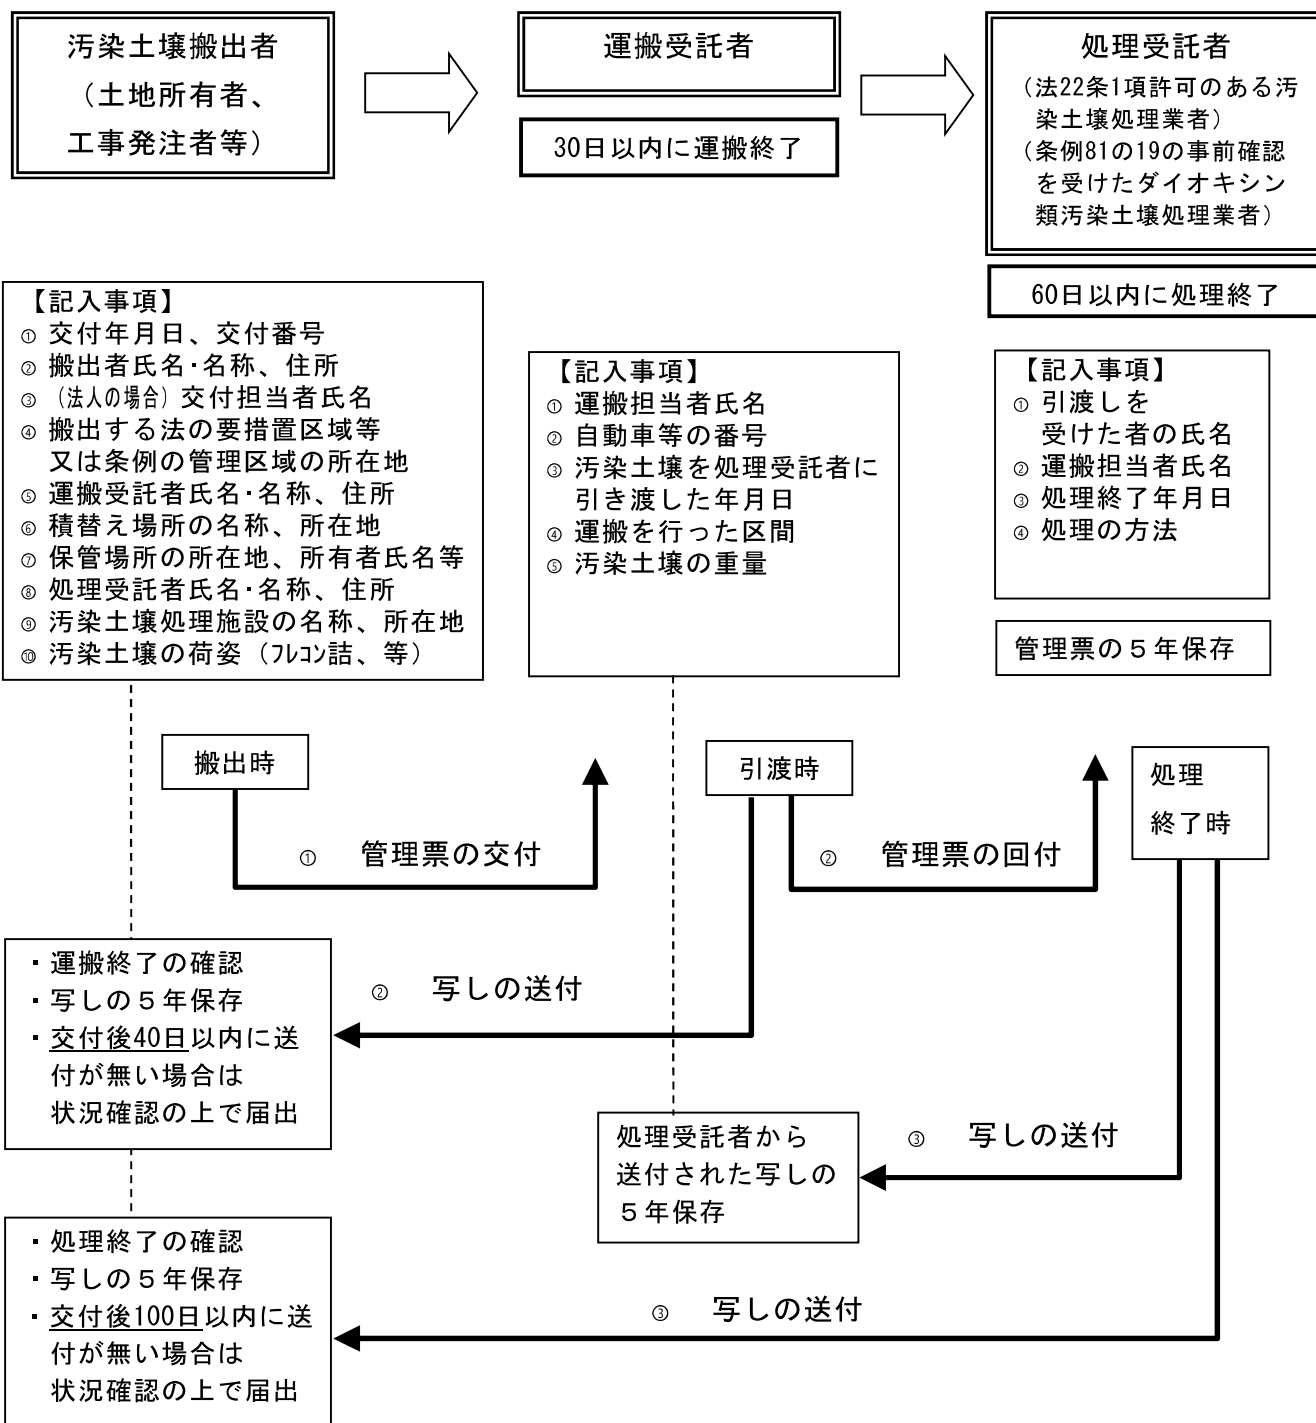 汚染土壌搬出者
（土地所有者、
工事発注者等）
運搬受託者
30日以内に運搬終了
処理受託者
（法22条1項許可のある汚
染土壌処理業者）
（条例81の19の事前確認
を受けたダイオキシン
類汚染土壌処理業者）
60日以内に処理終了
【記入事項】
① 交付年月日、交付番号
② 搬出者氏名・名称、住所
③ （法人の場合）交付担当者氏名
④ 搬出する法の要措置区域等
又は条例の管理区域の所在地
⑤ 運搬受託者氏名・名称、住所
⑥ 積替え場所の名称、所在地
⑦ 保管場所の所在地、所有者氏名等
⑧ 処理受託者氏名・名称、住所
⑨ 汚染土壌処理施設の名称、所在地
⑩ 汚染土壌の荷姿（ﾌﾚｺﾝ詰、等）
【記入事項】
① 運搬担当者氏名
② 自動車等の番号
③ 汚染土壌を処理受託者に
引き渡した年月日
④ 運搬を行った区間
⑤ 汚染土壌の重量
【記入事項】
① 引渡しを
受けた者の氏名
② 運搬担当者氏名
③ 処理終了年月日
④ 処理の方法
管理票の５年保存
搬出時
引渡時
処理
終了時
① 管理票の交付
② 管理票の回付
・運搬終了の確認
・写しの５年保存
・交付後40日以内に送
付が無い場合は
状況確認の上で届出
② 写しの送付
処理受託者から
送付された写しの
５年保存
③ 写しの送付
・処理終了の確認
・写しの５年保存
・交付後100日以内に送
付が無い場合は
状況確認の上で届出
③ 写しの送付